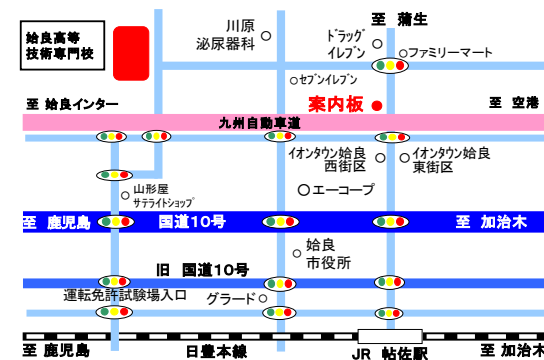 至 蒲生
姶良高等
技術専門校
川原
泌尿器科
ドラッグ
イレブン
ファミリーマート
セブンイレブン
至 姶良インター
案内板
至 空港
九州自動車道
イオンタウン姶良
西街区
イオンタウン姶良
東街区
山形屋
サテライトショップ
エーコープ
至 鹿児島
国道10号
至 加治木
姶良
市役所
旧 国道10号
運転免許試験場入口
グラード
至 鹿児島
日豊本線
JR 帖佐駅
至 加治木